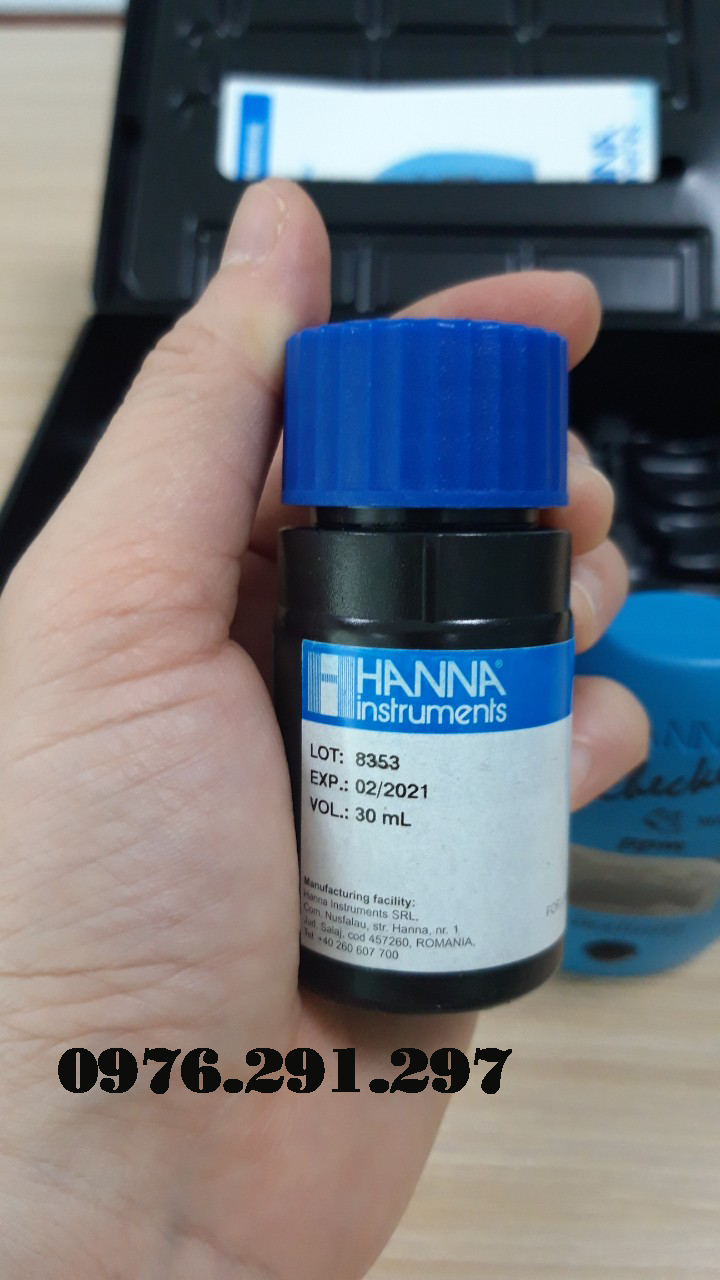 HANNA
instruments
LOT: 8353
EXP.: 02/2021
VOL.: 30 mL
Manufacturing facility:
Hanna Instruments SRL,
Com. Nusfalau, str. Hanna, nr. 1
Jud. Salaj, cod 457260, ROMANIA.
Tel +40 260 607 700
0976.291.297